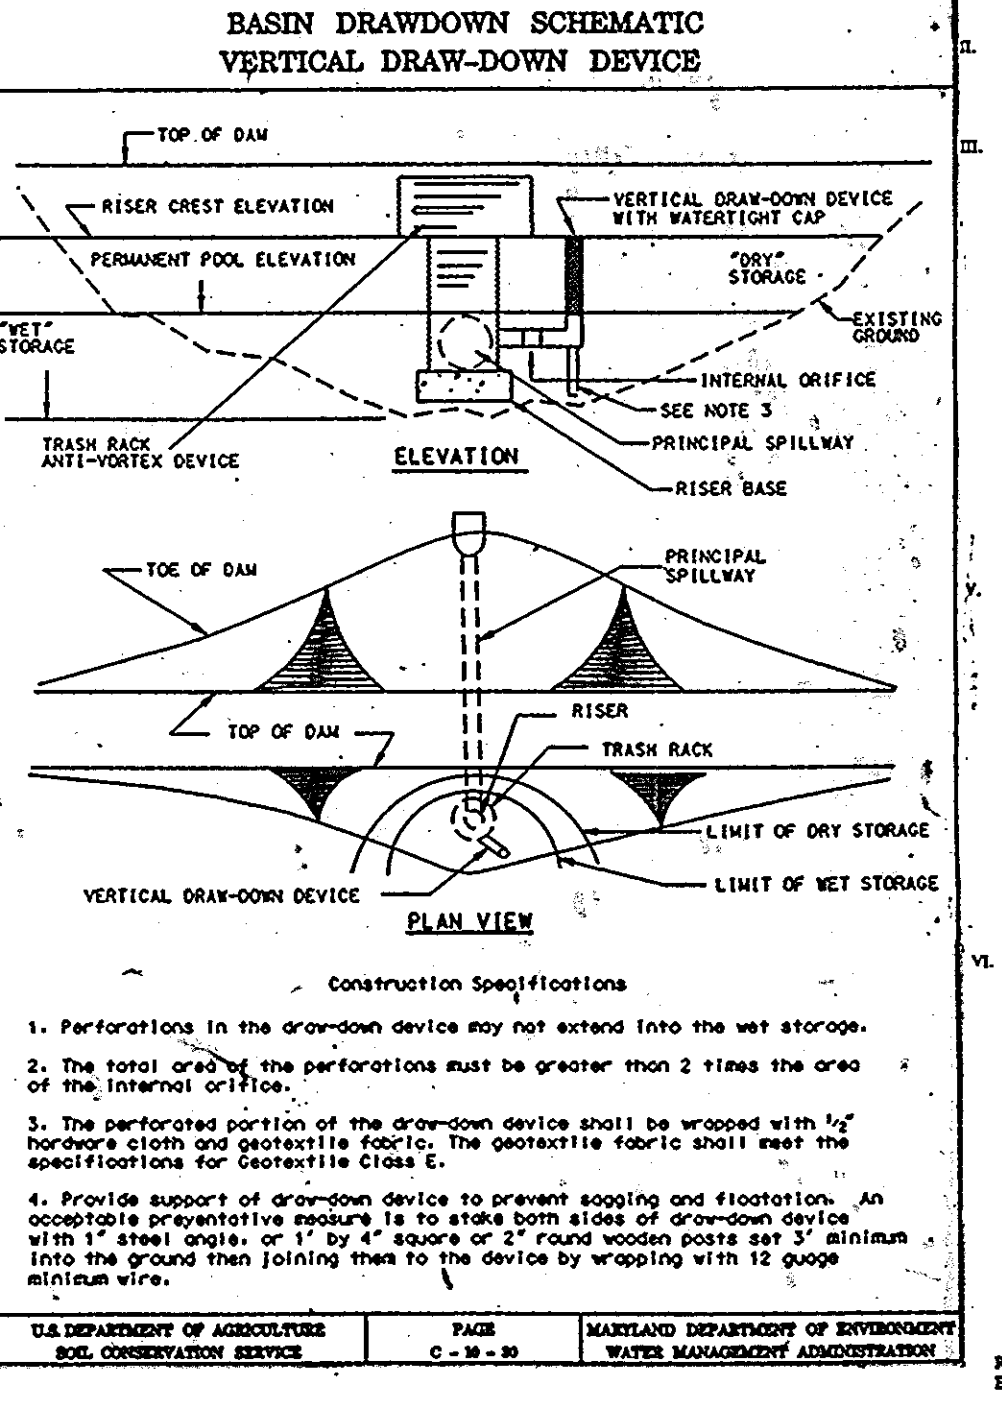 BASIN DRAWDOWN SCHEMATIC
VERTICAL DRAW-DOWN DEVICE
II.
III.
TOP OF DAM
RISER CREST ELEVATION
VERTICAL DRAW-DOWN DEVICE
WITH WATERTIGHT CAP
PERMANENT POOL ELEVATION
"DRY"
STORAGE
"WET"
STORAGE
EXISTING
GROUND
INTERNAL ORIFICE
SEE NOTE 3
TRASH RACK
ANTI-VORTEX DEVICE
PRINCIPAL SPILLWAY
ELEVATION
RISER BASE
TOE OF DAM
PRINCIPAL
SPILLWAY
V.
RISER
TOP OF DAM
TRASH RACK
LIMIT OF DRY STORAGE
LIMIT OF WET STORAGE
VERTICAL DRAW-DOWN DEVICE
PLAN VIEW
VI.
Construction Specifications
1. Perforations in the draw-down device may not extend into the wet storage.
2. The total area of the perforations must be greater than 2 times the area
of the internal orifice.
3. The perforated portion of the draw-down device shall be wrapped with 1/2"
hardware cloth and geotextile fabric. The geotextile fabric shall meet the
specifications for Geotextile Class E.
4. Provide support of draw-down device to prevent sagging and floatation. An
acceptable preventative measure is to stake both sides of draw-down device
with 1" steel angle, or 1' by 4" square or 2" round wooden posts set 3' minimum
into the ground then joining them to the device by wrapping with 12 guage
minimum wire.
U.S. DEPARTMENT OF AGRICULTURE
SOIL CONSERVATION SERVICE
PAGE
C - 10 - 30
MARYLAND DEPARTMENT OF ENVIRONMENT
WATER MANAGEMENT ADMINISTRATION